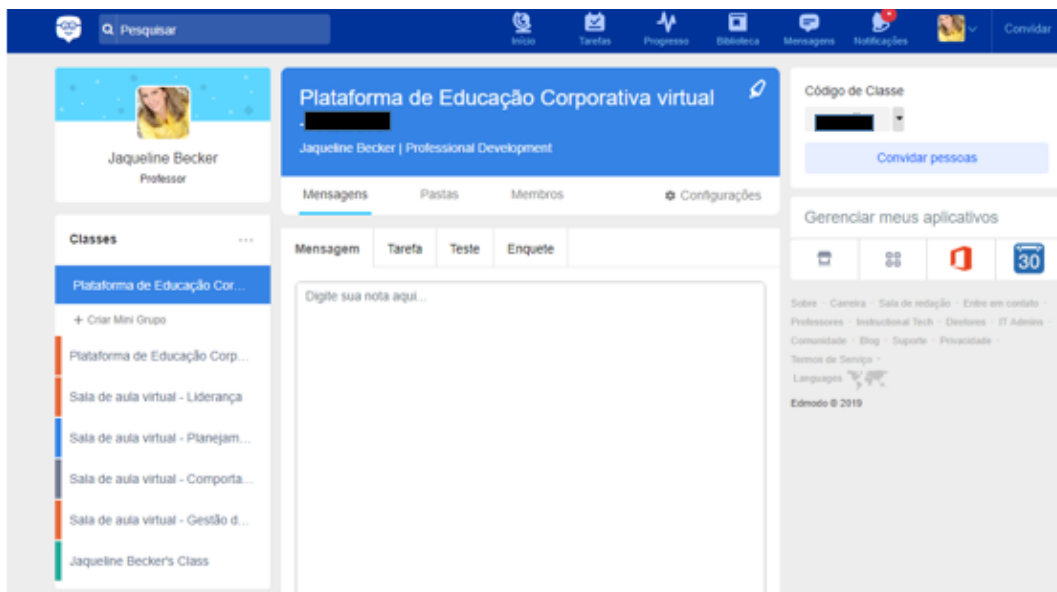 Pesquisar
Início
Tarefas
Progresso
Biblioteca
Mensagens
Notificações
Convidar
Jaqueline Becker
Professor
Classes
...
Plataforma de Educação Cor...
+ Criar Mini Grupo
Plataforma de Educação Corp...
Sala de aula virtual - Liderança
Sala de aula virtual - Planejam...
Sala de aula virtual - Comporta...
Sala de aula virtual - Gestão d...
Jaqueline Becker's Class
Plataforma de Educação Corporativa virtual
-
Jaqueline Becker | Professional Development
Mensagens Pastas Membros Configurações
Mensagem Tarefa Teste Enquete
Digite sua nota aqui...
Código de Classe
Convidar pessoas
Gerenciar meus aplicativos
30
Sobre · Carreira · Sala de redação · Entre em contato ·
Professores · Instructional Tech · Diretores · IT Admins ·
Comunidade · Blog · Suporte · Privacidade ·
Termos de Serviço ·
Languages
Edmodo © 2019